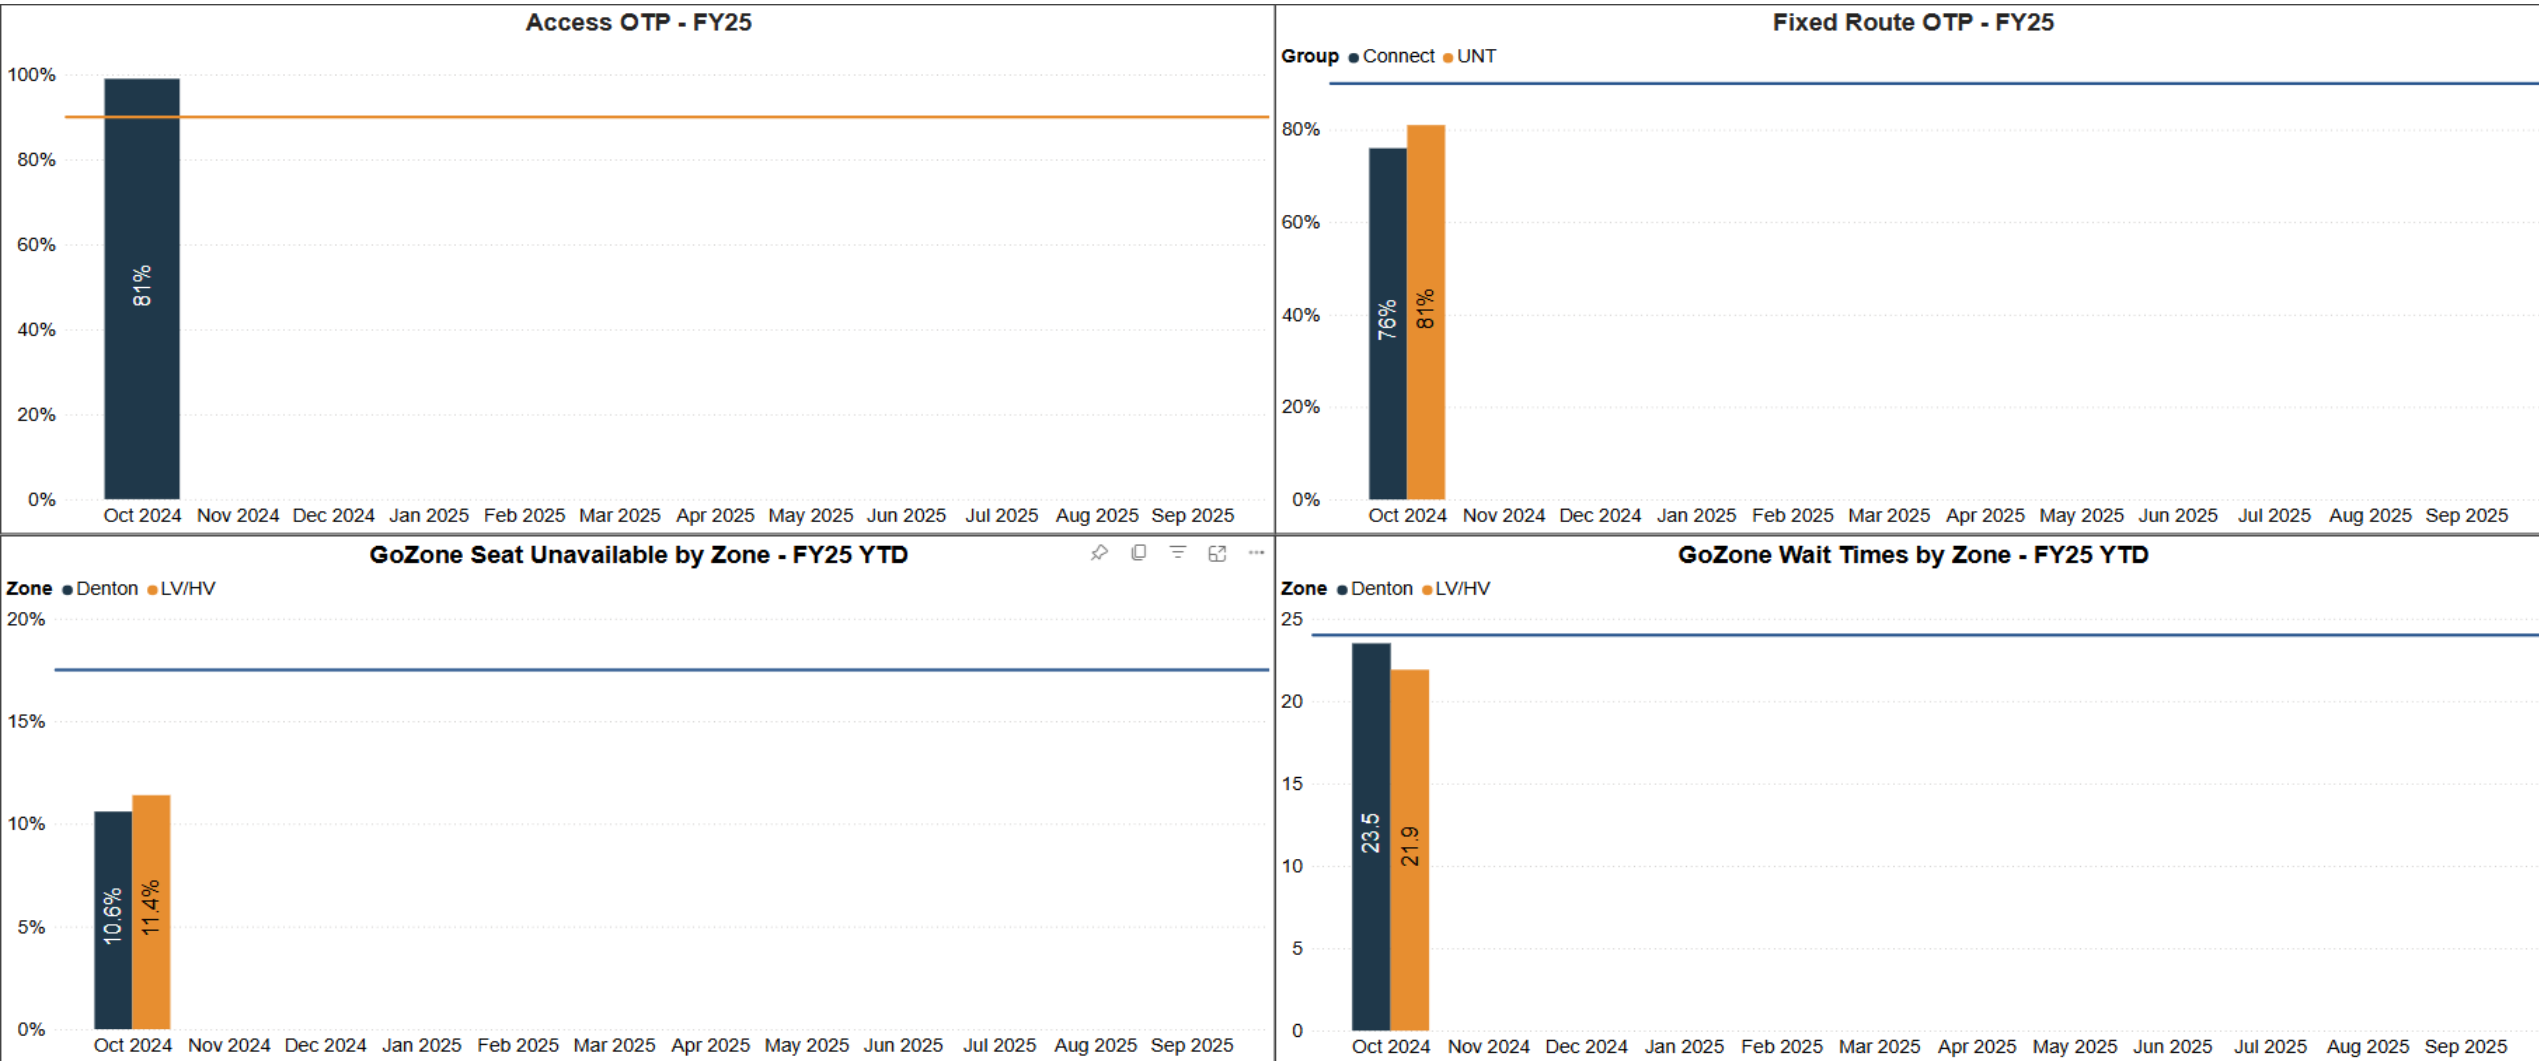 Access OTP - FY25
100%
80%
60%
40%
20%
0%
81%
Oct 2024 Nov 2024 Dec 2024 Jan 2025 Feb 2025 Mar 2025 Apr 2025 May 2025 Jun 2025 Jul 2025 Aug 2025 Sep 2025
Fixed Route OTP - FY25
Group Connect UNT
80%
60%
40%
20%
0%
76%
81%
Oct 2024 Nov 2024 Dec 2024 Jan 2025 Feb 2025 Mar 2025 Apr 2025 May 2025 Jun 2025 Jul 2025 Aug 2025 Sep 2025
GoZone Seat Unavailable by Zone - FY25 YTD
Zone Denton LV/HV
20%
15%
10%
5%
0%
10.6%
11.4%
Oct 2024 Nov 2024 Dec 2024 Jan 2025 Feb 2025 Mar 2025 Apr 2025 May 2025 Jun 2025 Jul 2025 Aug 2025 Sep 2025
GoZone Wait Times by Zone - FY25 YTD
Zone Denton LV/HV
25
20
15
10
5
0
23.5
21.9
Oct 2024 Nov 2024 Dec 2024 Jan 2025 Feb 2025 Mar 2025 Apr 2025 May 2025 Jun 2025 Jul 2025 Aug 2025 Sep 2025